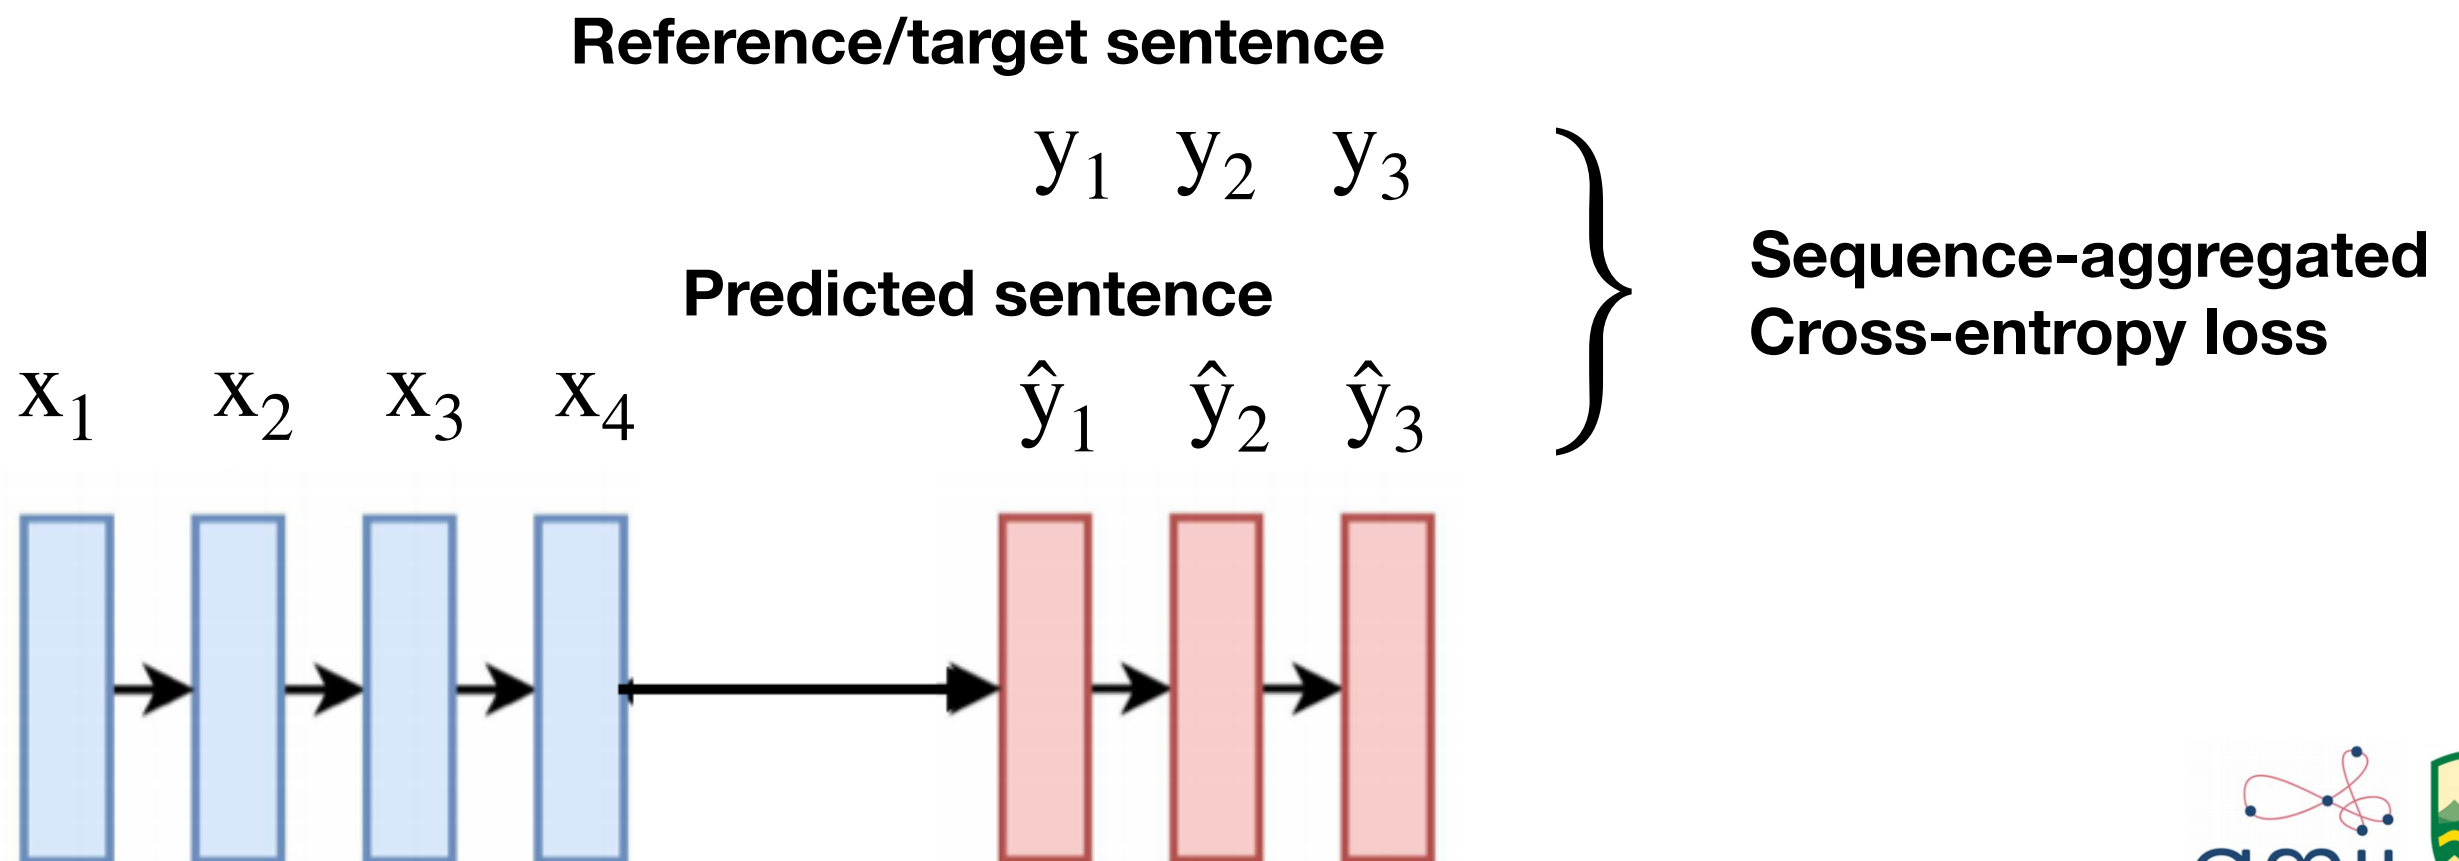 Reference/target sentence
y₁ y₂ y₃
Predicted sentence
Sequence-aggregated
Cross-entropy loss
x₁ x₂ x₃ x₄ ŷ₁ ŷ₂ ŷ₃